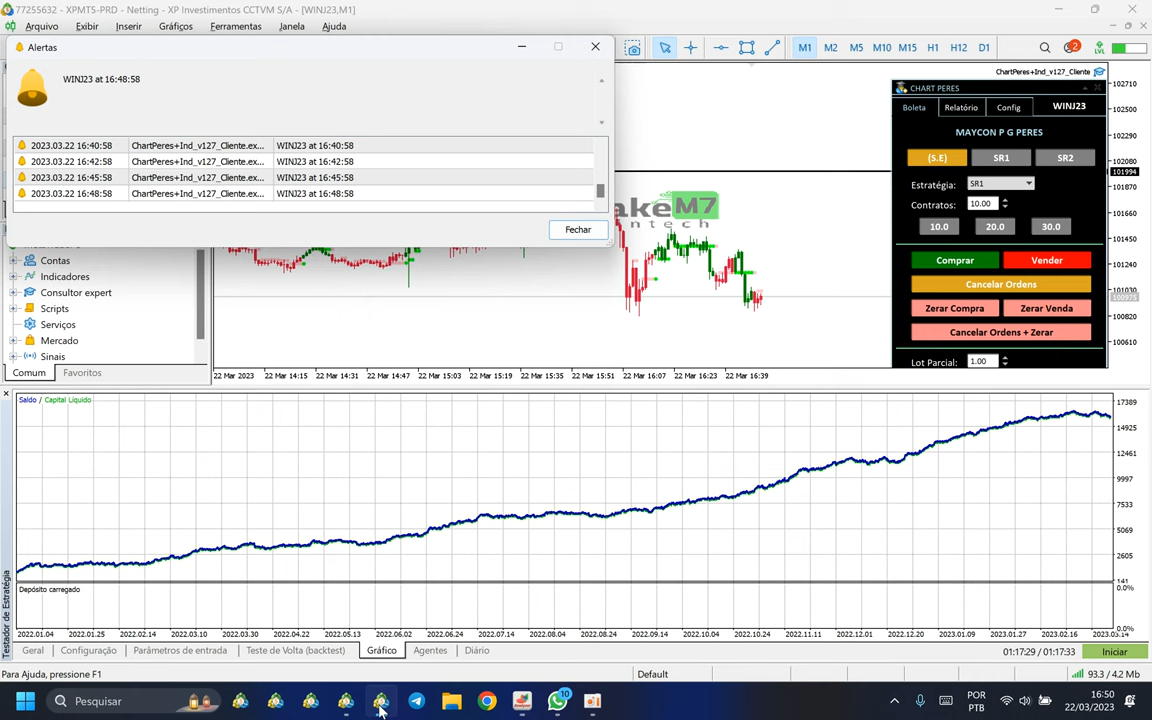 77255632 - XPMT5-PRD - Netting - XP Investimentos CCTVM S/A - [WINJ23,M1]
Arquivo Exibir Inserir Gráficos Ferramentas Janela Ajuda
Alertas
M1 M2 M5 M10 M15 H1 H12 D1
2
LVL
WINJ23 at 16:48:58
2023.03.22 16:40:58 ChartPeres+Ind_v127_Cliente.ex... WINJ23 at 16:40:58
2023.03.22 16:42:58 ChartPeres+Ind_v127_Cliente.ex... WINJ23 at 16:42:58
2023.03.22 16:45:58 ChartPeres+Ind_v127_Cliente.ex... WINJ23 at 16:45:58
2023.03.22 16:48:58 ChartPeres+Ind_v127_Cliente.ex... WINJ23 at 16:48:58
Fechar
ChartPeres+Ind_v127_Cliente
CHART PERES
Boleta Relatório Config WINJ23
MAYCON P G PERES
(S.E) SR1 SR2
Estratégia: SR1
Contratos: 10.00
10.0 20.0 30.0
Comprar Vender
Cancelar Ordens
Zerar Compra Zerar Venda
Cancelar Ordens + Zerar
Lot Parcial: 1.00
102710
102500
102290
102080
101994
101870
101660
101450
101240
101030
100975
100820
100610
akeM7
ntech
Contas
Indicadores
Consultor expert
Scripts
Serviços
Mercado
Sinais
Comum Favoritos
22 Mar 2023 22 Mar 14:15 22 Mar 14:31 22 Mar 14:47 22 Mar 15:03 22 Mar 15:19 22 Mar 15:35 22 Mar 15:51 22 Mar 16:07 22 Mar 16:23 22 Mar 16:39
Saldo / Capital Líquido
17389
14925
12461
9997
7533
5069
2605
141
Depósito carregado
0.0%
0.0%
2022.01.04 2022.01.25 2022.02.14 2022.03.10 2022.03.30 2022.04.22 2022.05.13 2022.06.02 2022.06.24 2022.07.14 2022.08.04 2022.08.24 2022.09.14 2022.10.04 2022.10.24 2022.11.11 2022.12.01 2022.12.20 2023.01.09 2023.01.27 2023.02.16 2023.03.14
Testador de Estratégia
Geral Configuração Parâmetros de entrada Teste de Volta (backtest) Gráfico Agentes Diário
01:17:29 / 01:17:33 Iniciar
Para Ajuda, pressione F1 Default 93.3 / 4.2 Mb
Pesquisar
10
POR
PTB
16:50
22/03/2023